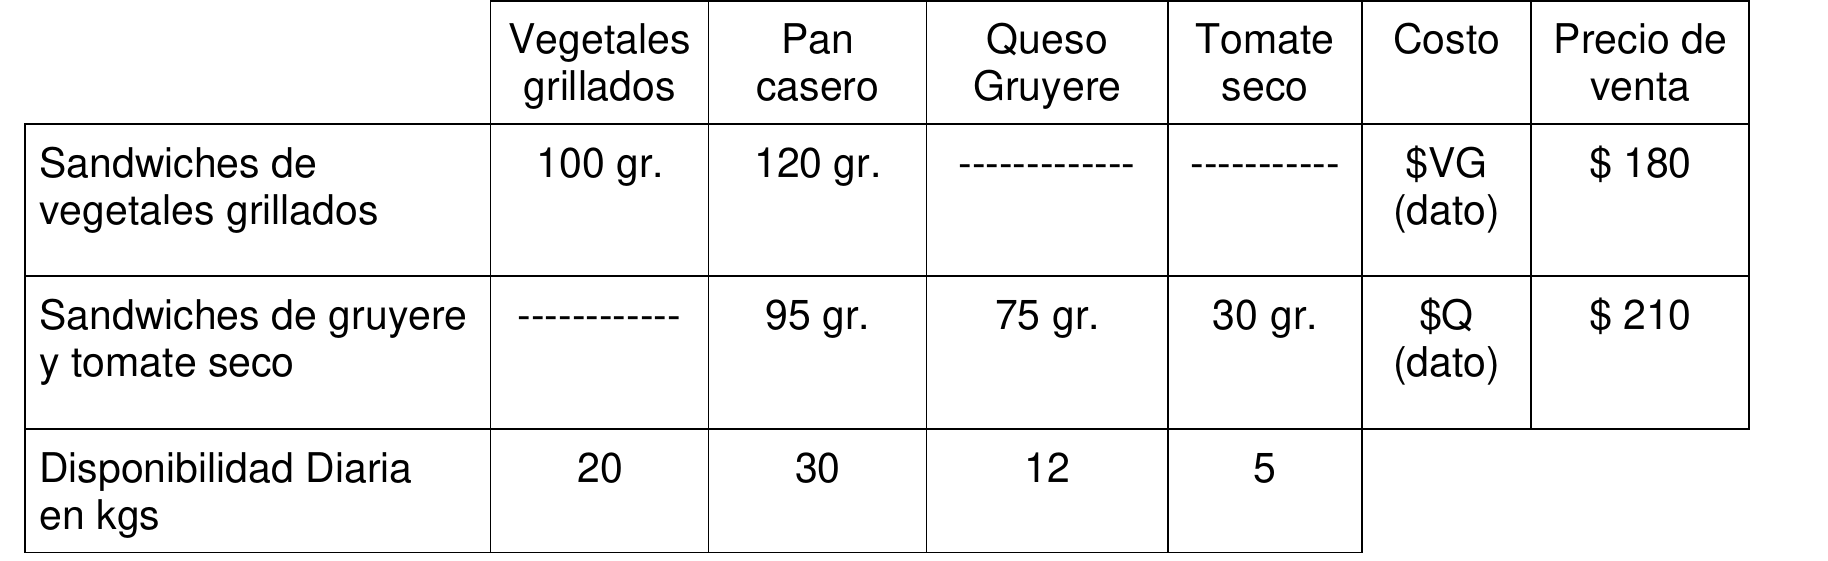 Vegetales grillados
Pan casero
Queso Gruyere
Tomate seco
Costo
Precio de venta
Sandwiches de vegetales grillados
100 gr.
120 gr.
-------------
-----------
$VG (dato)
$ 180
Sandwiches de gruyere y tomate seco
------------
95 gr.
75 gr.
30 gr.
$Q (dato)
$ 210
Disponibilidad Diaria en kgs
20
30
12
5